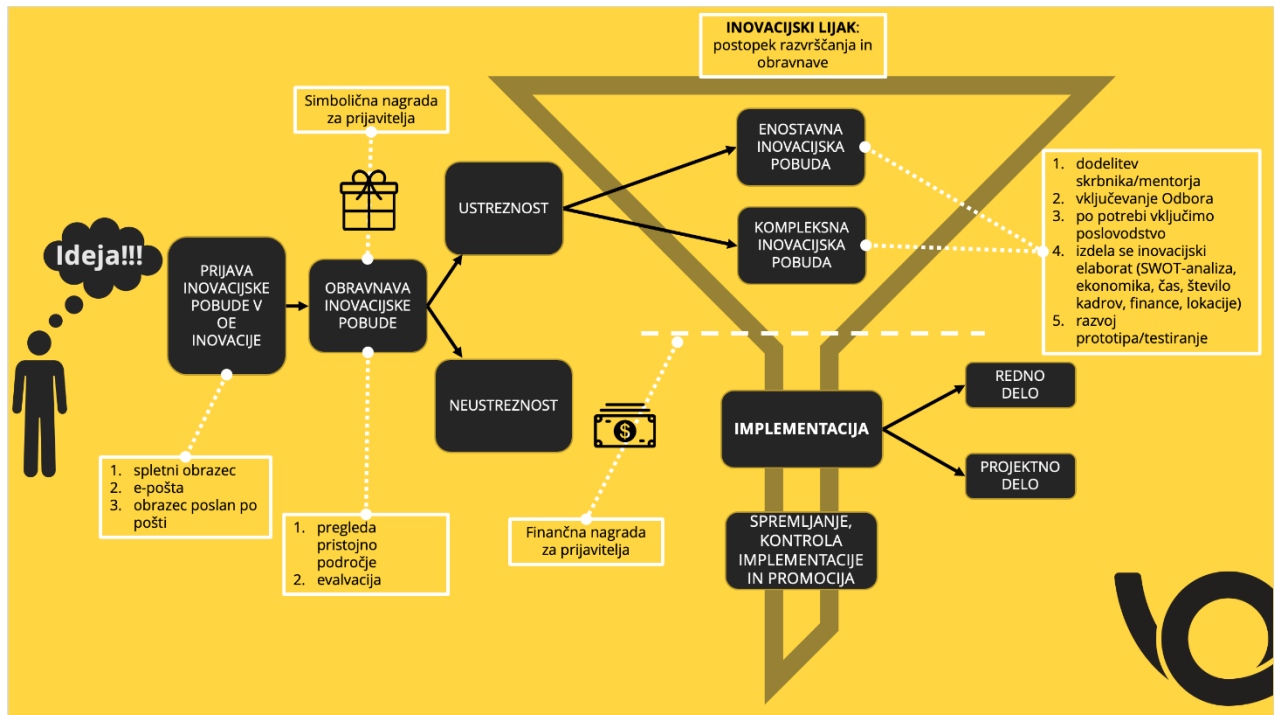 INOVACIJSKI LIJAK:
postopek razvrščanja in
obravnave
Simbolična nagrada
za prijavitelja
Ideja!!!
PRIJAVA
INOVACIJSKE
POBUDE V
OE
INOVACIJE
1. spletni obrazec
2. e-pošta
3. obrazec poslan po
pošti
OBRAVNAVA
INOVACIJSKE
POBUDE
1. pregleda
pristojno
področje
2. evalvacija
USTREZNOST
NEUSTREZNOST
ENOSTAVNA
INOVACIJSKA
POBUDA
KOMPLEKSNA
INOVACIJSKA
POBUDA
1. dodelitev
skrbnika/mentorja
2. vključevanje Odbora
3. po potrebi vključimo
poslovodstvo
4. izdela se inovacijski
elaborat (SWOT-analiza,
ekonomika, čas, število
kadrov, finance, lokacije)
5. razvoj
prototipa/testiranje
$
Finančna nagrada
za prijavitelja
IMPLEMENTACIJA
REDNO
DELO
PROJEKTNO
DELO
SPREMLJANJE,
KONTROLA
IMPLEMENTACIJE
IN PROMOCIJA